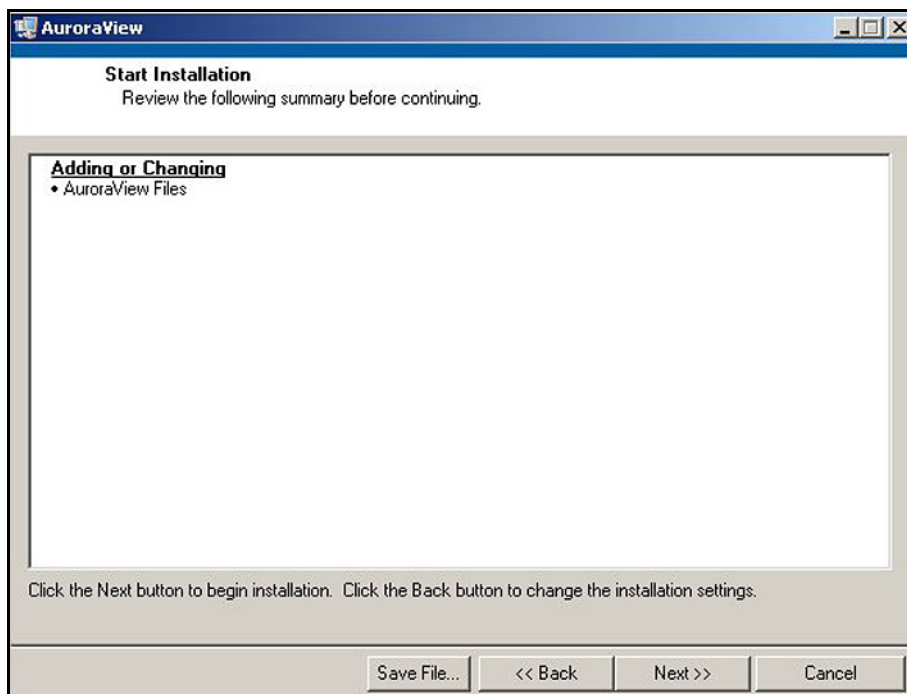 AuroraView
Start Installation
Review the following summary before continuing.
Adding or Changing
• AuroraView Files
Click the Next button to begin installation.  Click the Back button to change the installation settings.
Save File...
<< Back
Next >>
Cancel